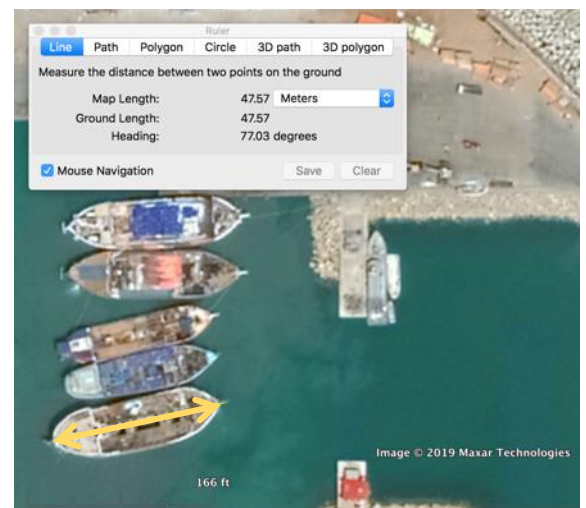 Ruler
Line Path Polygon Circle 3D path 3D polygon
Measure the distance between two points on the ground
Map Length: 47.57 Meters
Ground Length: 47.57
Heading: 77.03 degrees
Mouse Navigation Save Clear
Image © 2019 Maxar Technologies
166 ft